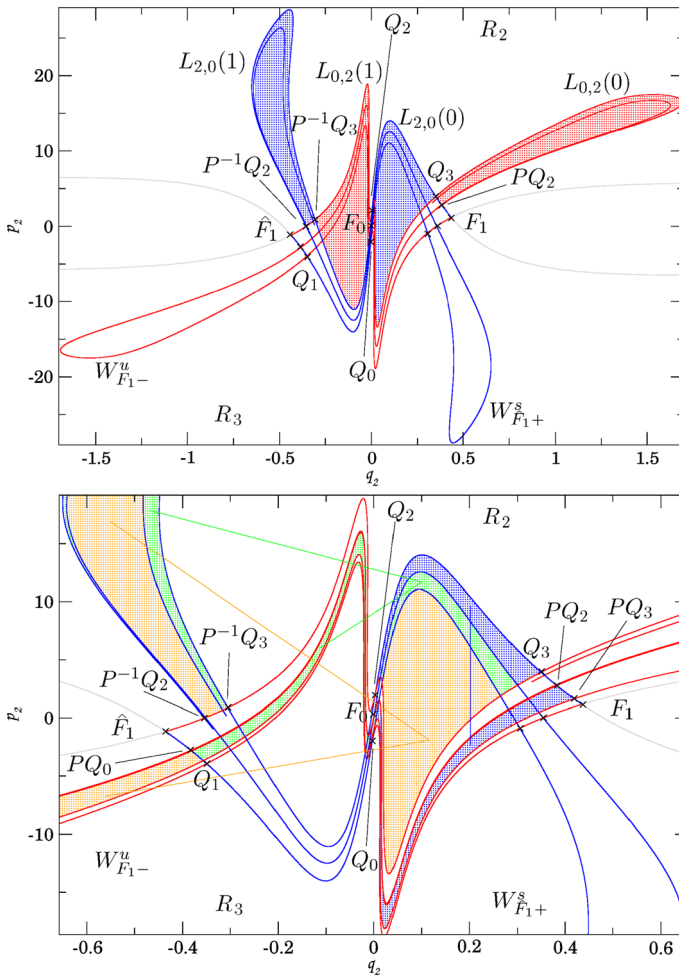 Q₂
R₂
L₂,₀(1)
L₀,₂(1)
L₀,₂(0)
20
P⁻¹Q₃
L₂,₀(0)
10
P⁻¹Q₂
Q₃
PQ₂
p₂
0
F̂₁
F₀
F₁
Q₁
-10
Q₀
W^u_{F₁-}
-20
W^s_{F̂₁+}
R₃
-1.5 -1 -0.5 0 0.5 1 1.5
q₂
Q₂
R₂
10
P⁻¹Q₃
PQ₂
PQ₃
P⁻¹Q₂
Q₃
p₂
0
F̂₁
F₀
F₁
PQ₀
Q₁
-10
Q₀
W^u_{F₁-}
W^s_{F̂₁+}
R₃
-0.6 -0.4 -0.2 0 0.2 0.4 0.6
q₂